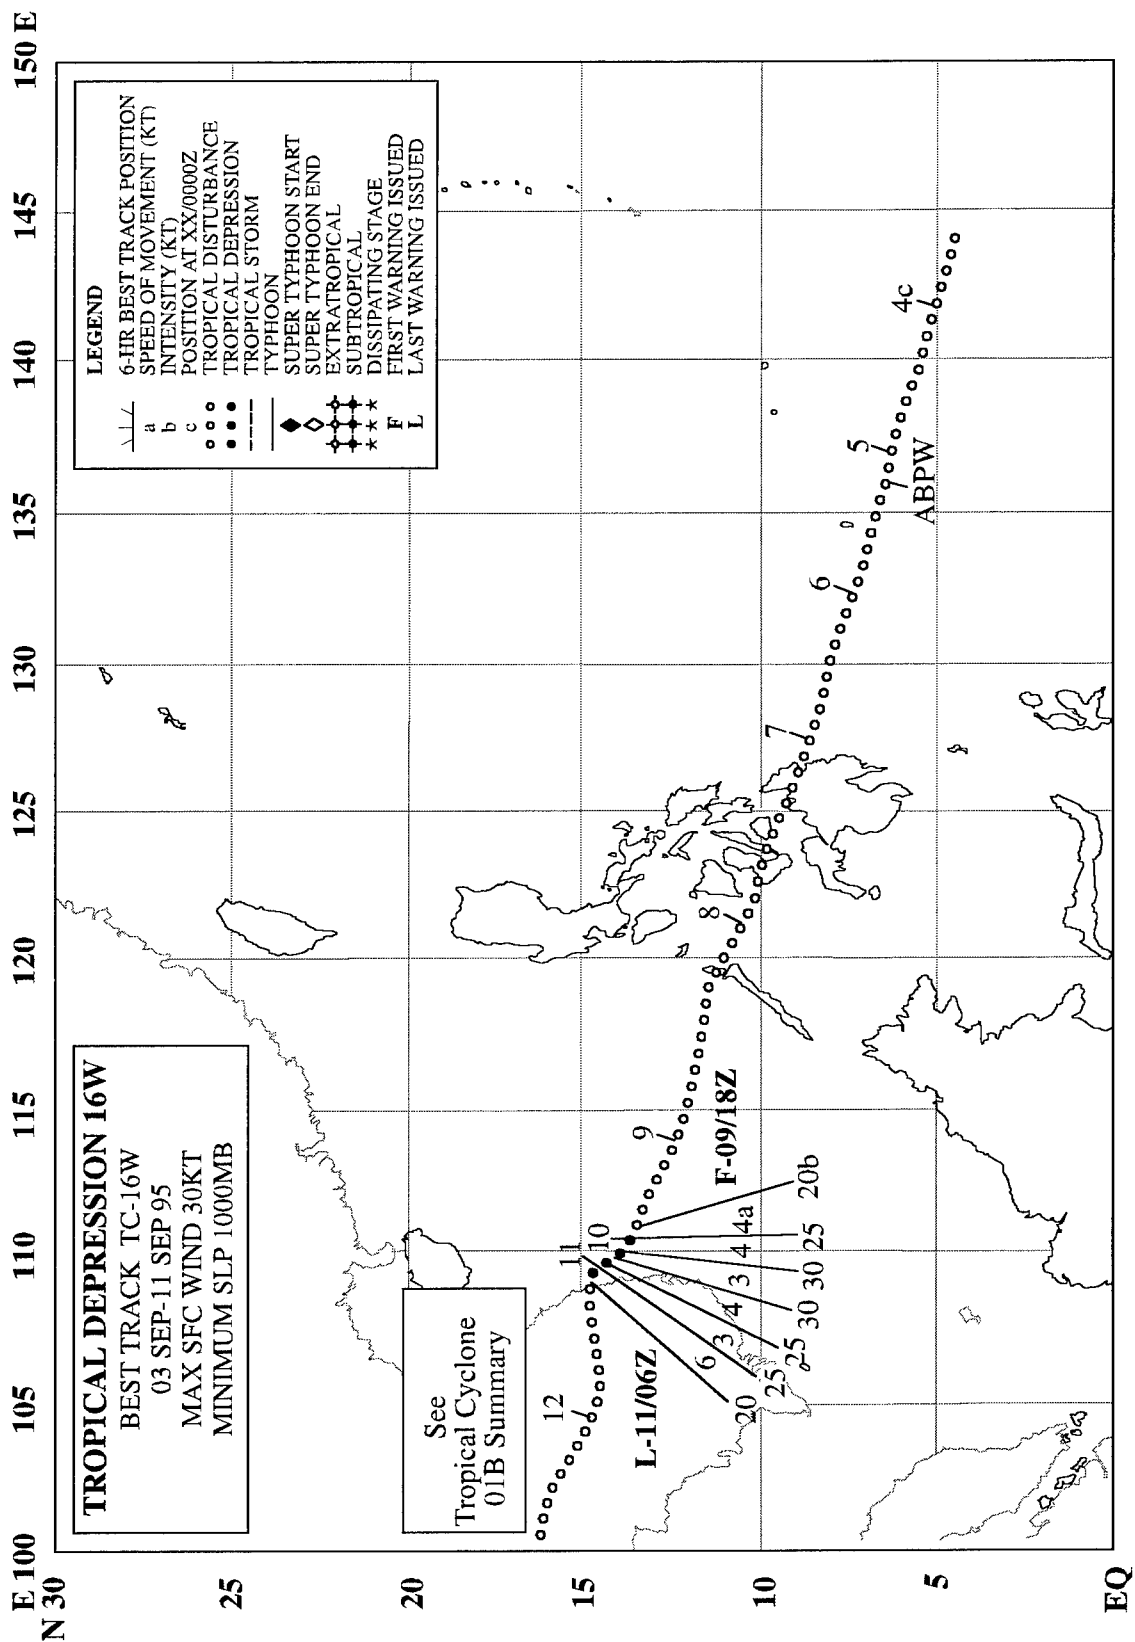 TROPICAL DEPRESSION 16W
BEST TRACK TC-16W
03 SEP-11 SEP 95
MAX SFC WIND 30KT
MINIMUM SLP 1000MB
LEGEND
6-HR BEST TRACK POSITION
a SPEED OF MOVEMENT (KT)
b INTENSITY (KT)
c POSITION AT XX/0000Z
TROPICAL DISTURBANCE
TROPICAL DEPRESSION
TROPICAL STORM
TYPHOON
SUPER TYPHOON START
SUPER TYPHOON END
EXTRATROPICAL
SUBTROPICAL
DISSIPATING STAGE
F FIRST WARNING ISSUED
L LAST WARNING ISSUED
See
Tropical Cyclone
01B Summary
12
11
10
9
8
7
6
5
4c
ABPW
L-11/06Z
F-09/18Z
6
3
4
3
4
4a
20
25
25
30
30
25
20b
N 30
25
20
15
10
5
EQ
E 100
105
110
115
120
125
130
135
140
145
150 E